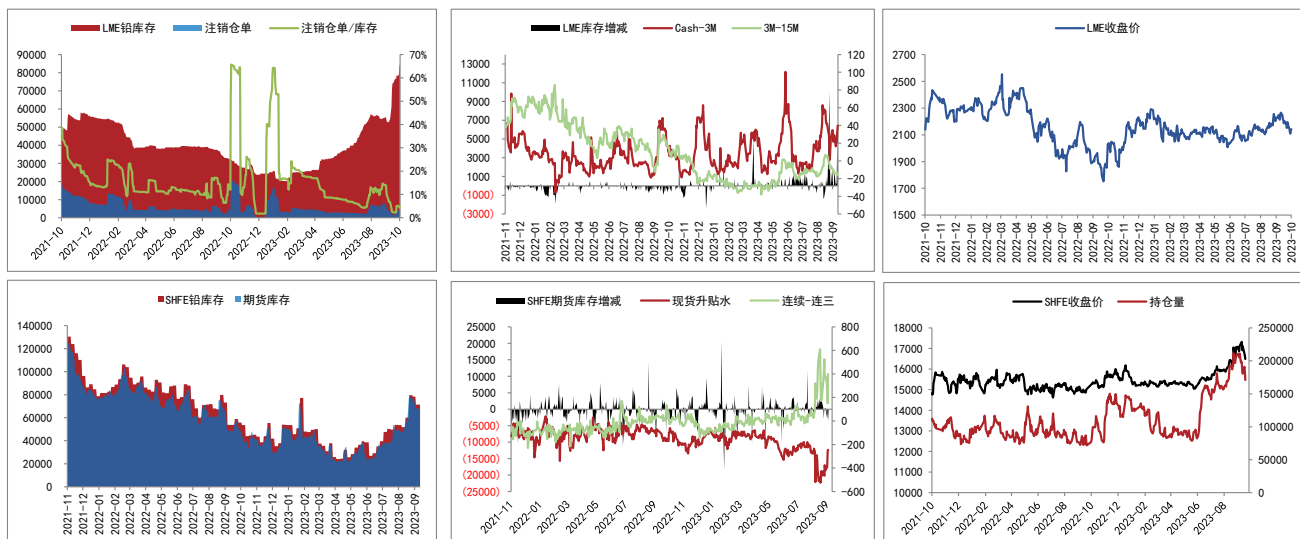 LME铅库存 注销仓单 注销仓单/库存
90000 80000 70000 60000 50000 40000 30000 20000 10000 0
70% 60% 50% 40% 30% 20% 10% 0%
2021-10 2021-12 2022-02 2022-04 2022-06 2022-08 2022-10 2022-12 2023-02 2023-04 2023-06 2023-08 2023-10
LME库存增减 Cash-3M 3M-15M
13000 11000 9000 7000 5000 3000 1000 (1000) (3000)
120 100 80 60 40 20 0 -20 -40 -60
2021-11 2021-12 2022-01 2022-02 2022-03 2022-04 2022-05 2022-06 2022-07 2022-08 2022-09 2022-10 2022-11 2022-12 2023-01 2023-02 2023-03 2023-04 2023-05 2023-06 2023-07 2023-08 2023-09
LME收盘价
2700 2500 2300 2100 1900 1700 1500
2021-10 2021-11 2021-12 2022-01 2022-02 2022-03 2022-04 2022-05 2022-06 2022-07 2022-08 2022-09 2022-10 2022-11 2022-12 2023-01 2023-02 2023-03 2023-04 2023-05 2023-06 2023-07 2023-08 2023-09 2023-10
SHFE铅库存 期货库存
140000 120000 100000 80000 60000 40000 20000 0
2021-11 2021-12 2022-01 2022-02 2022-03 2022-04 2022-05 2022-06 2022-07 2022-08 2022-09 2022-10 2022-11 2022-12 2023-01 2023-02 2023-03 2023-04 2023-05 2023-06 2023-07 2023-08 2023-09
SHFE期货库存增减 现货升贴水 连续-连三
25000 20000 15000 10000 5000 0 (5000) (10000) (15000) (20000) (25000)
800 600 400 200 0 -200 -400 -600
2021-11 2022-01 2022-03 2022-05 2022-07 2022-09 2022-11 2023-01 2023-03 2023-05 2023-07 2023-09
SHFE收盘价 持仓量
18000 17000 16000 15000 14000 13000 12000 11000 10000
250000 200000 150000 100000 50000 0
2021-10 2021-12 2022-02 2022-04 2022-06 2022-08 2022-10 2022-12 2023-02 2023-04 2023-06 2023-08